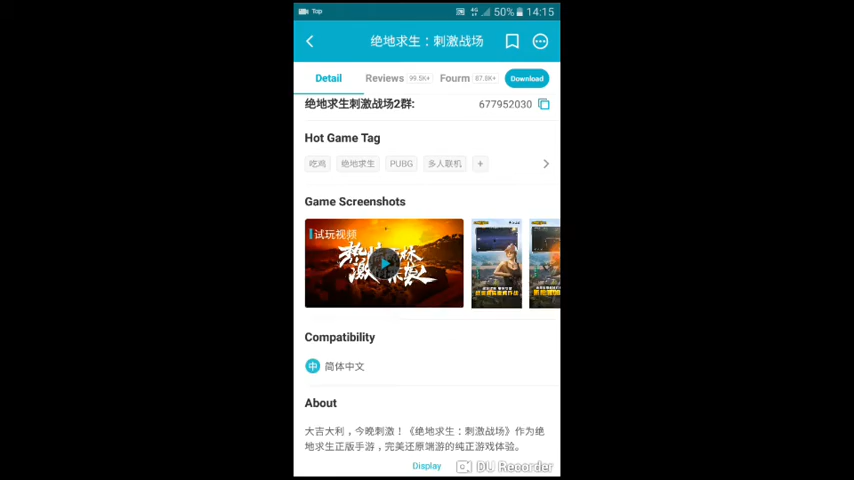 Top 50% 14:15
绝地求生：刺激战场
Detail Reviews 99.5K+ Fourm 87.8K+ Download
绝地求生刺激战场2群: 677952030
Hot Game Tag
吃鸡 绝地求生 PUBG 多人联机 +
Game Screenshots
试玩视频
Compatibility
中 简体中文
About
大吉大利，今晚刺激！《绝地求生：刺激战场》作为绝
地求生正版手游，完美还原端游的纯正游戏体验。
Display DU Recorder